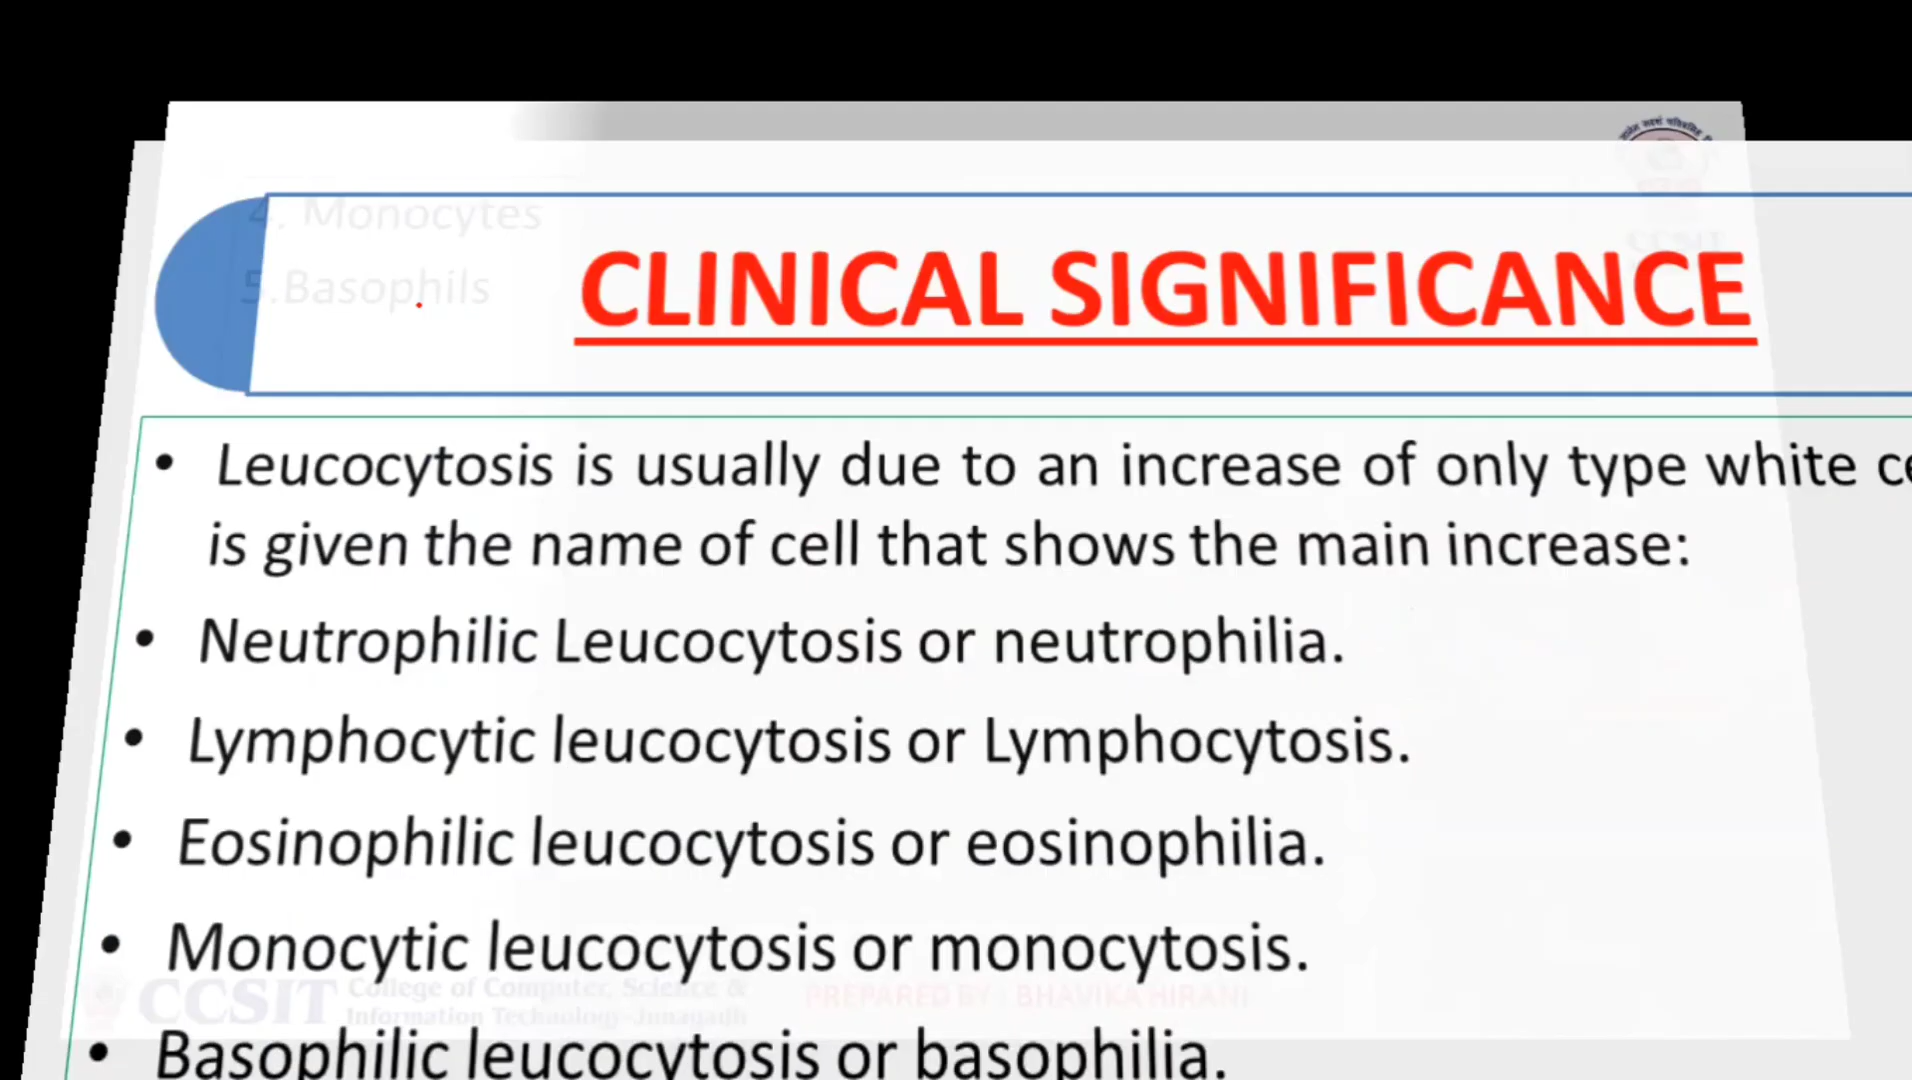 4. Monocytes
5.Basophils
CCSIT
CLINICAL SIGNIFICANCE
• Leucocytosis is usually due to an increase of only type white
is given the name of cell that shows the main increase:
• Neutrophilic Leucocytosis or neutrophilia.
• Lymphocytic leucocytosis or Lymphocytosis.
• Eosinophilic leucocytosis or eosinophilia.
• Monocytic leucocytosis or monocytosis.
CCSIT College of Computer Science &
Information Technology-Junagadh
PREPARED BY : BHAVIKA HIRANI
• Basophilic leucocytosis or basophilia.